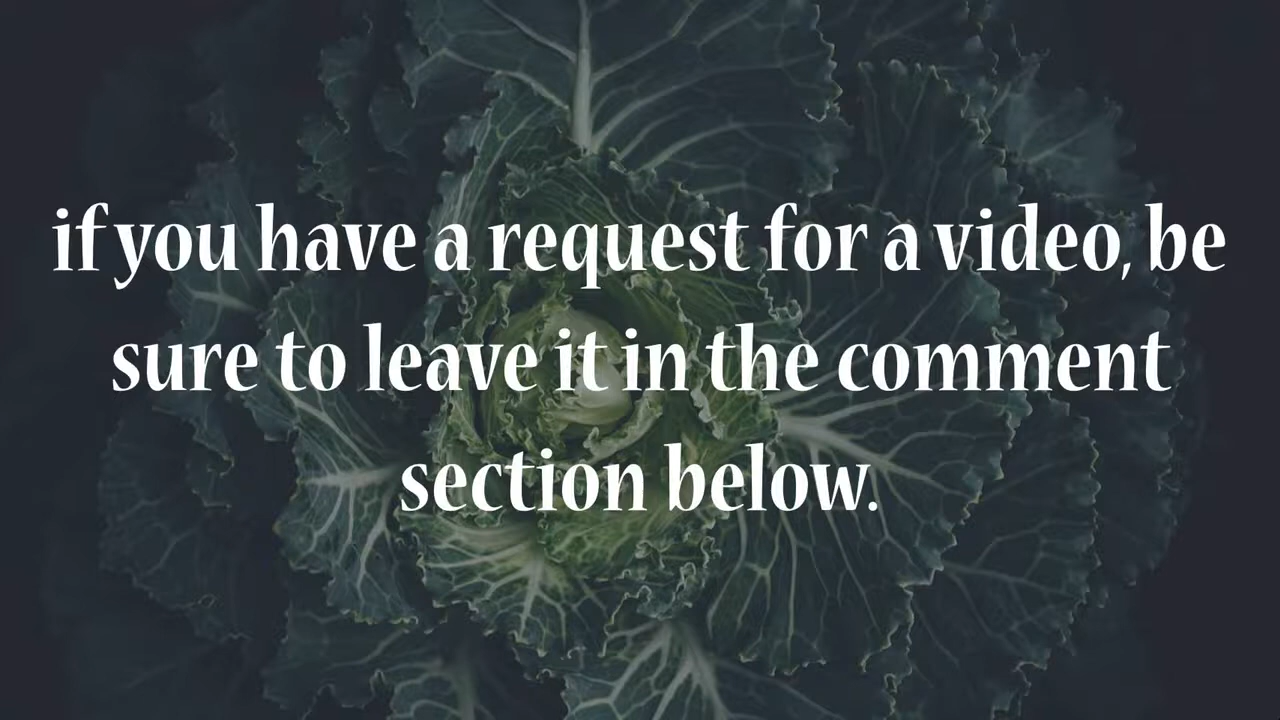 if you have a request for a video, be
sure to leave it in the comment
section below.